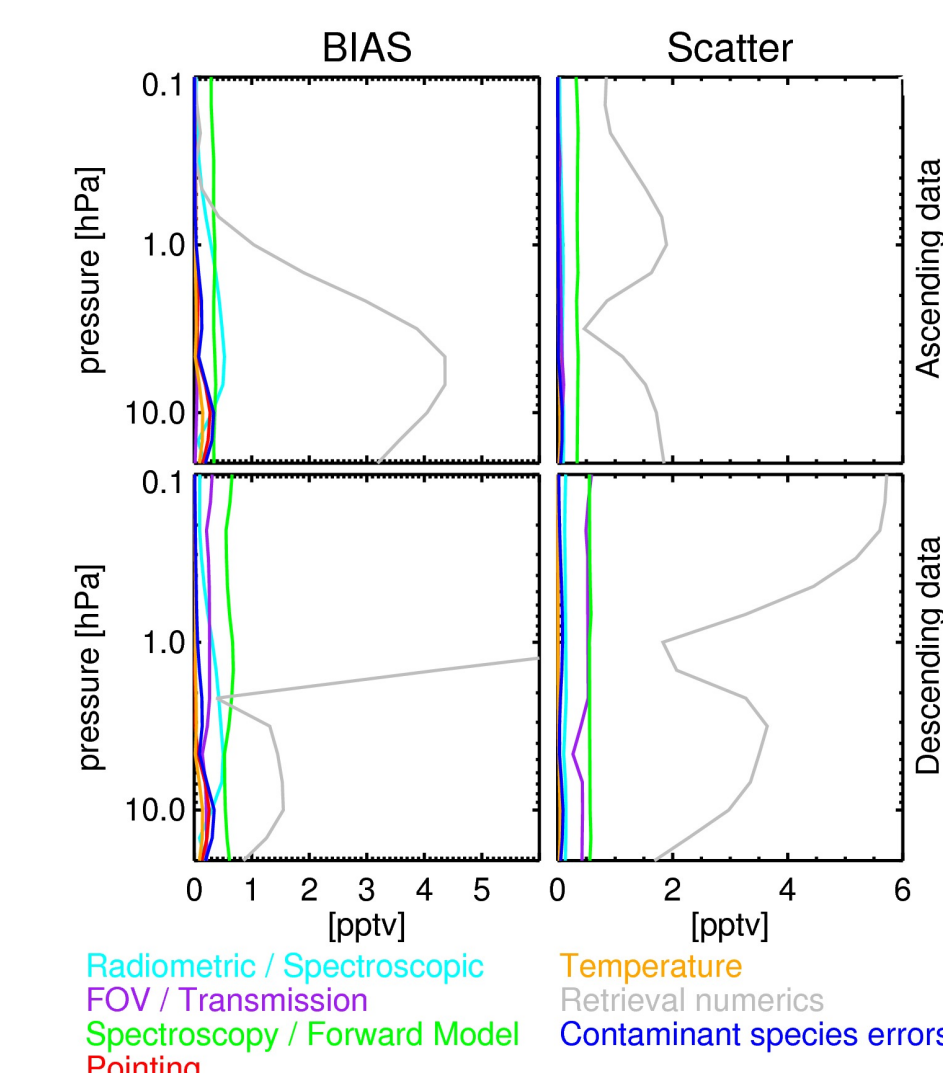 BIAS Scatter
0.1
1.0
10.0
pressure [hPa]
Ascending data
0.1
1.0
10.0
pressure [hPa]
Descending data
0 1 2 3 4 5 0 2 4 6
[pptv] [pptv]
Radiometric / Spectroscopic Temperature
FOV / Transmission Retrieval numerics
Spectroscopy / Forward Model Contaminant species errors
Pointing